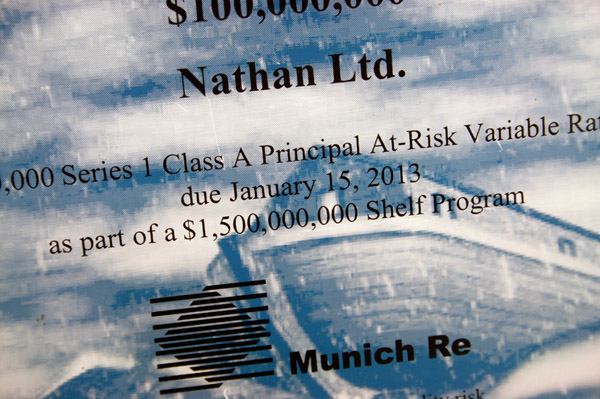 $100,000,000
Nathan Ltd.
,000 Series 1 Class A Principal At-Risk Variable
due January 15, 2013
as part of a $1,500,000,000 Shelf Program
Munich Re
risk